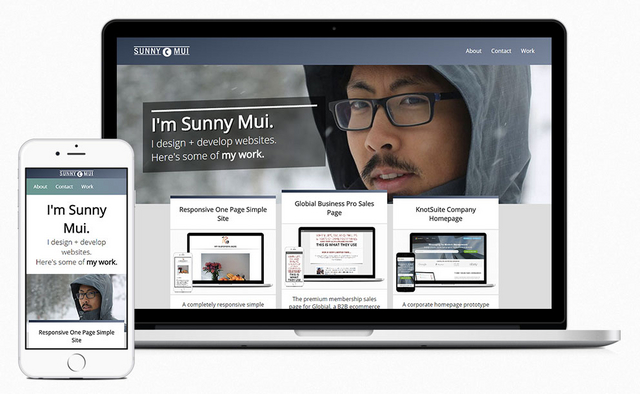 SUNNY MUI
About Contact Work
I'm Sunny Mui.
I design + develop websites.
Here's some of my work.
Responsive One Page Simple
Site
A completely responsive simple
Globial Business Pro Sales
Page
THIS IS WHAT THEY USE
The premium membership sales
page for Globial, a B2B ecommerce
KnotSuite Company
Homepage
A corporate homepage prototype
SUNNY MUI
About Contact Work
I'm Sunny
Mui.
I design + develop
websites.
Here's some of my work.
Responsive One Page Simple
Site